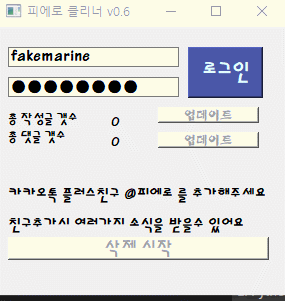 피에로 클리너 v0.6
fakemarine
●●●●●●●●
로그인
총 작성글 갯수 0 업데이트
총 댓글 갯수 0 업데이트
카카오톡 플러스친구 @피에로 를 추가해주세요
친구추가시 여러가지 소식을 받을수 있어요
삭제 시작